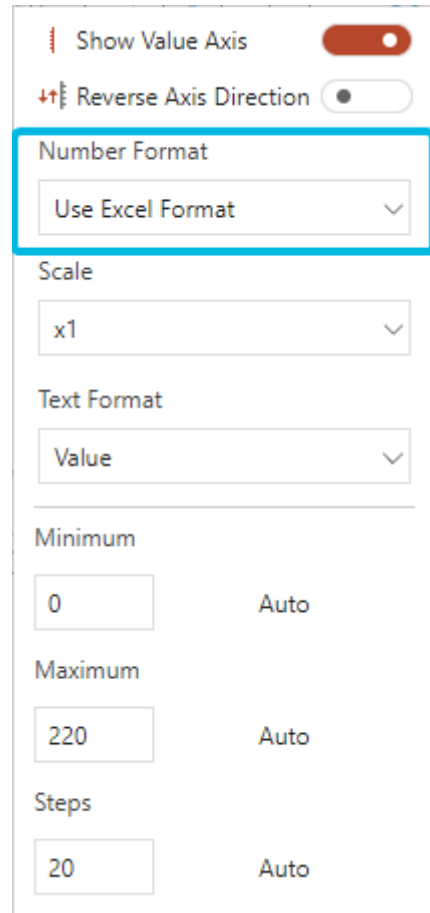 Show Value Axis
Reverse Axis Direction
Number Format
Use Excel Format
Scale
x1
Text Format
Value
Minimum
0 Auto
Maximum
220 Auto
Steps
20 Auto